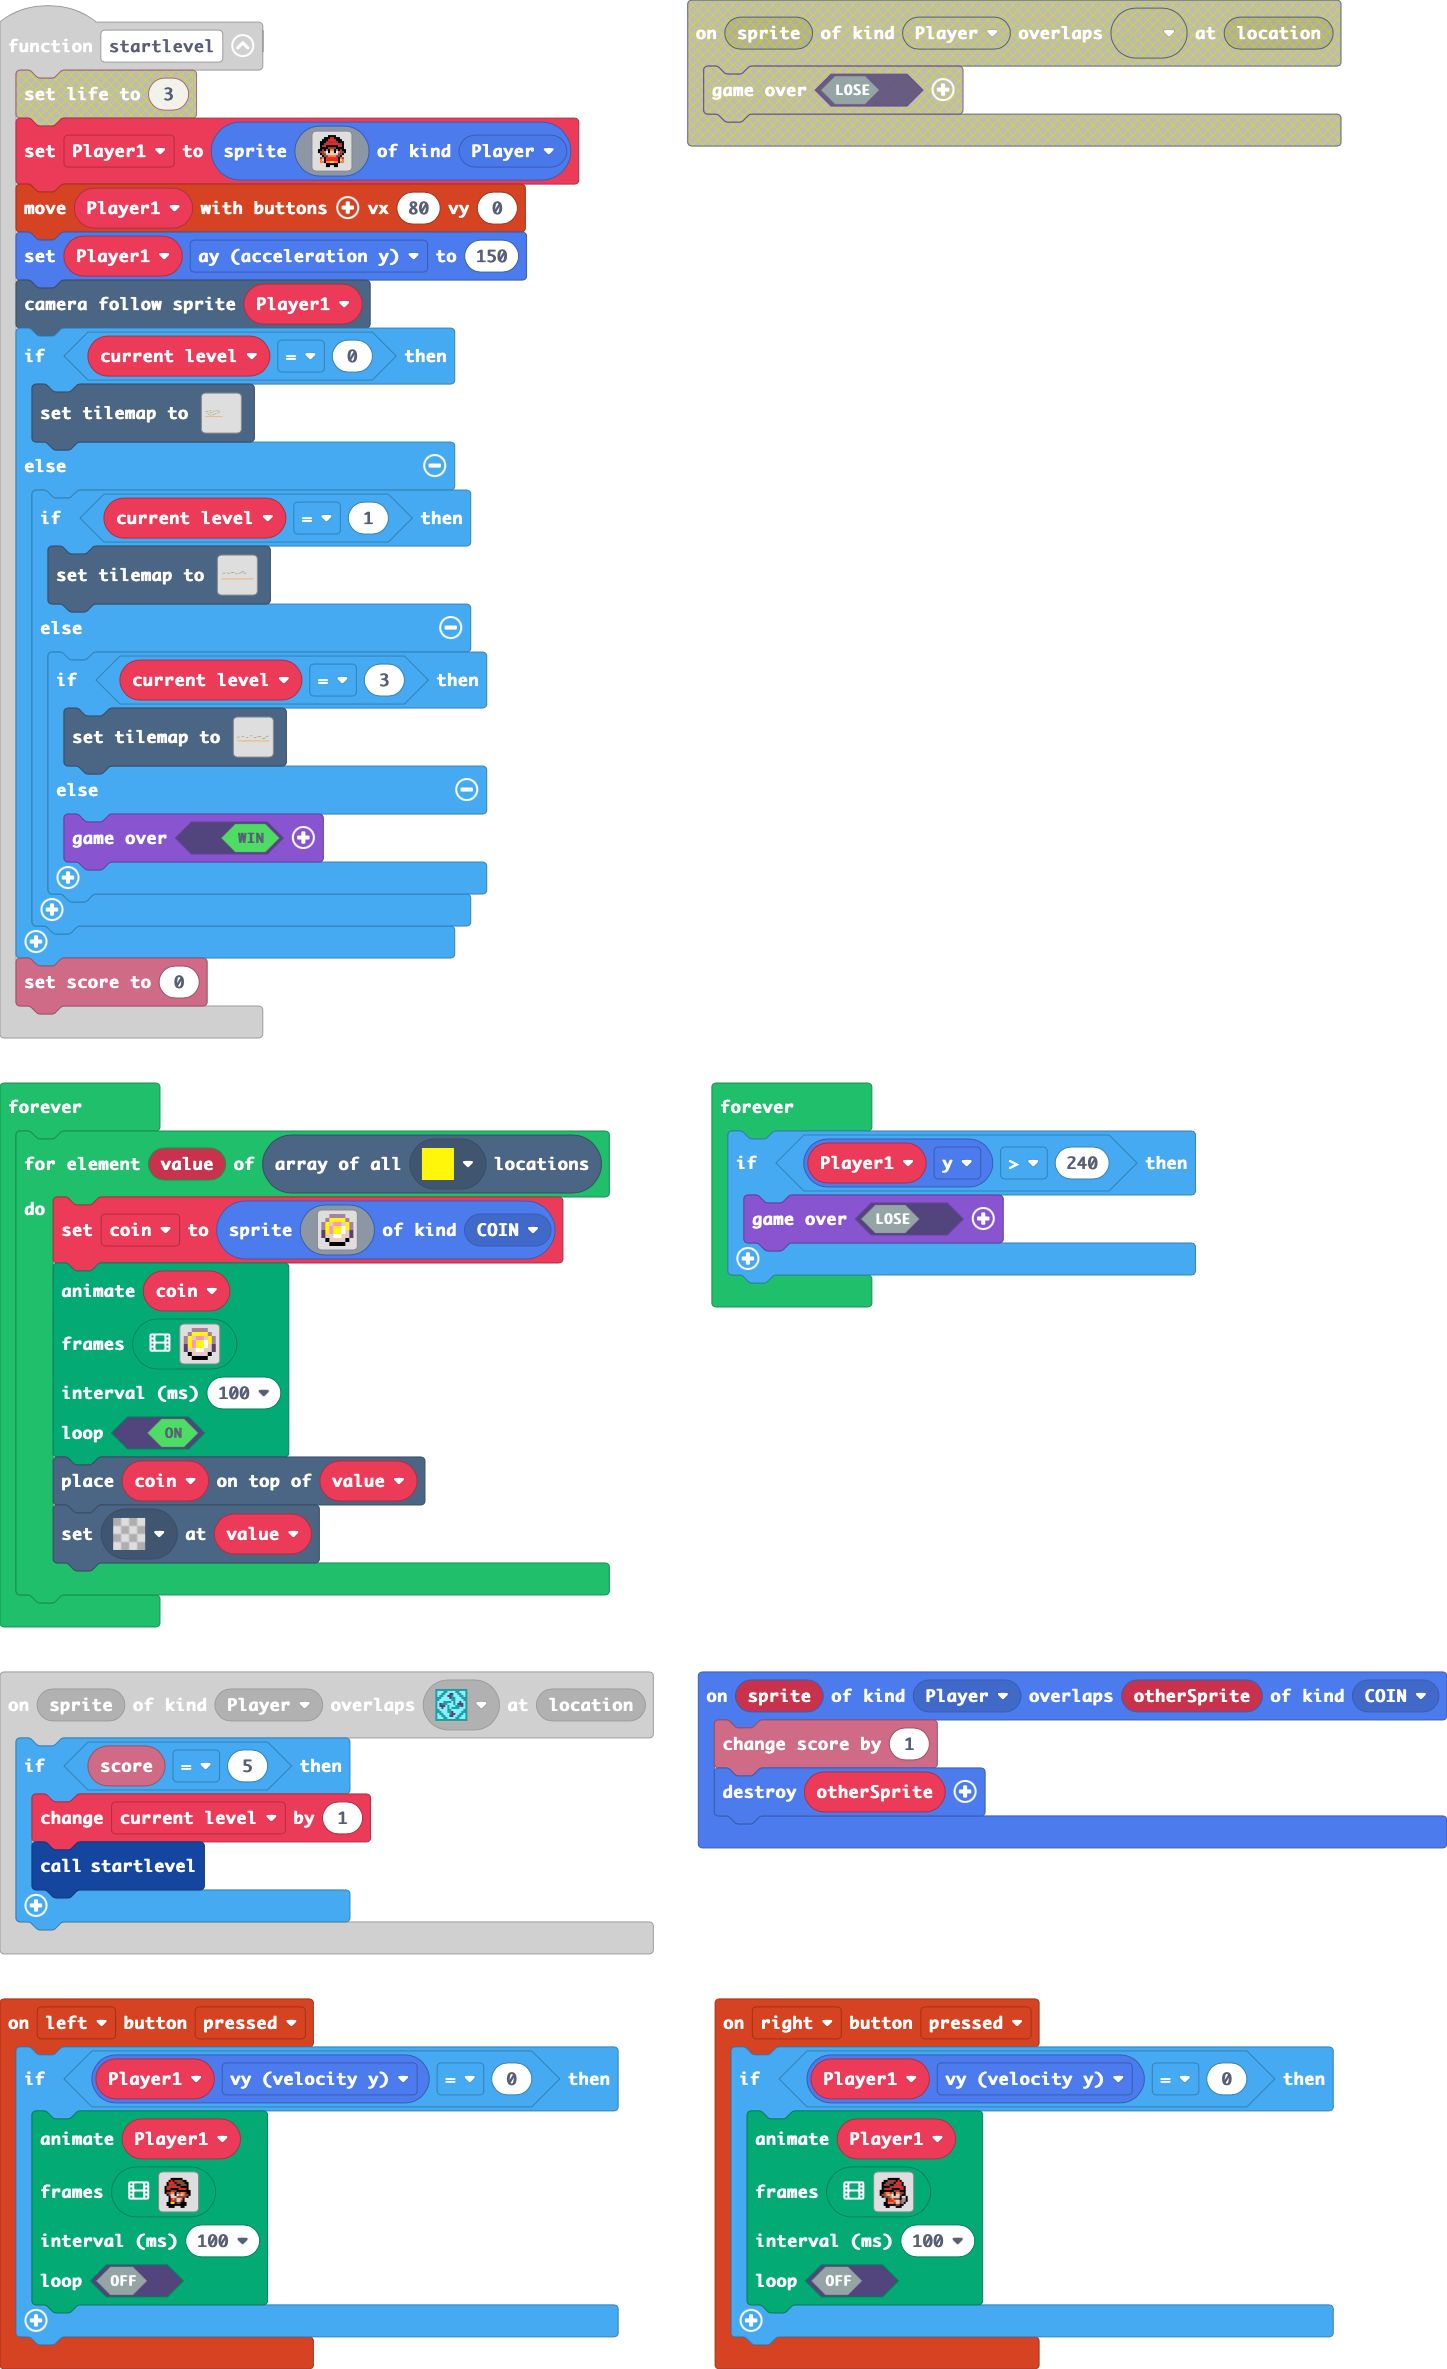 function startlevel
set life to 3
set Player1 to sprite of kind Player
move Player1 with buttons vx 80 vy 0
set Player1 ay (acceleration y) to 150
camera follow sprite Player1
if current level = 0 then
set tilemap to
else
if current level = 1 then
set tilemap to
else
if current level = 3 then
set tilemap to
else
game over WIN
set score to 0
on sprite of kind Player overlaps at location
game over LOSE
forever
for element value of array of all locations
do
set coin to sprite of kind COIN
animate coin
frames
interval (ms) 100
loop ON
place coin on top of value
set at value
forever
if Player1 y > 240 then
game over LOSE
on sprite of kind Player overlaps at location
if score = 5 then
change current level by 1
call startlevel
on sprite of kind Player overlaps otherSprite of kind COIN
change score by 1
destroy otherSprite
on left button pressed
if Player1 vy (velocity y) = 0 then
animate Player1
frames
interval (ms) 100
loop OFF
on right button pressed
if Player1 vy (velocity y) = 0 then
animate Player1
frames
interval (ms) 100
loop OFF